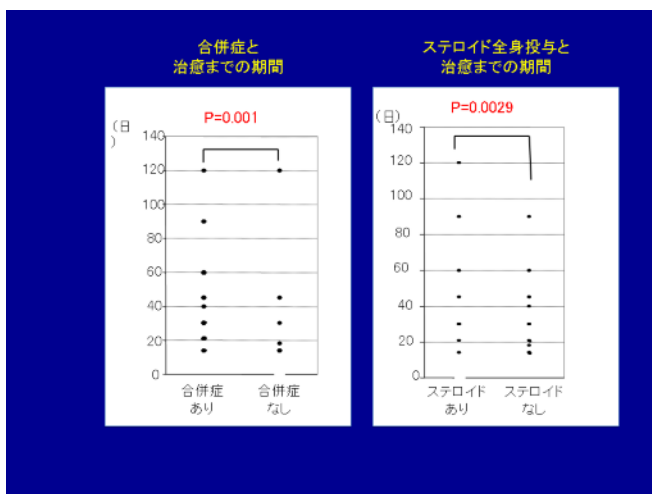 合併症と
治癒までの期間
P=0.001
(日
)
140
120
100
80
60
40
20
0
合併症
あり
合併症
なし
ステロイド全身投与と
治癒までの期間
P=0.0029
(日)
140
120
100
80
60
40
20
0
ステロイド
あり
ステロイド
なし